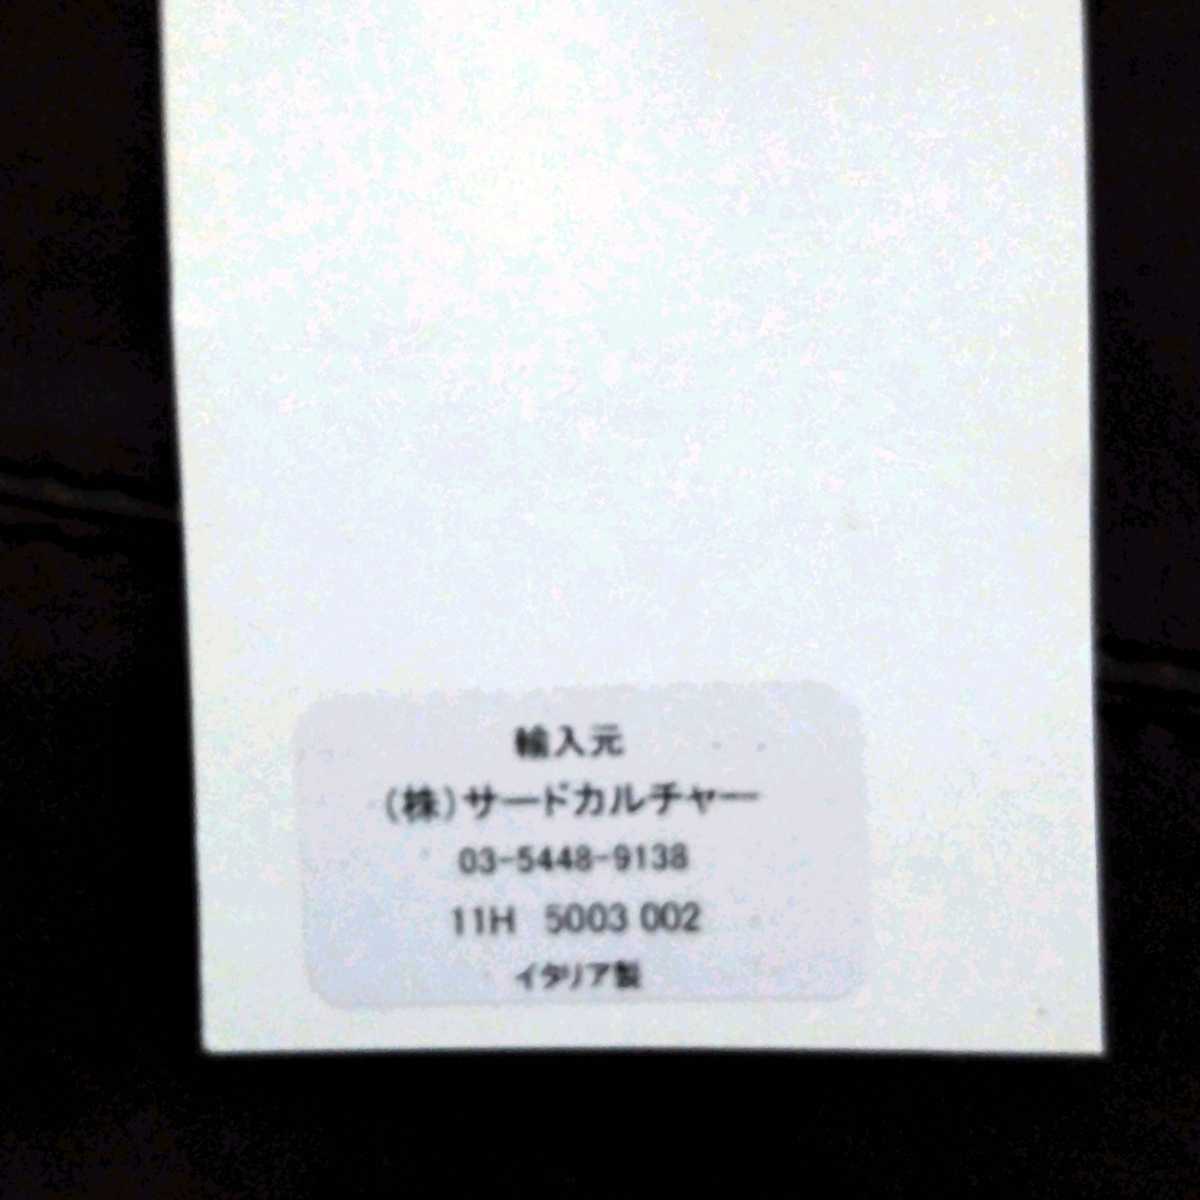 輸入元
(株)サードカルチャー
03-5448-9138
11H 5003 002
イタリア製